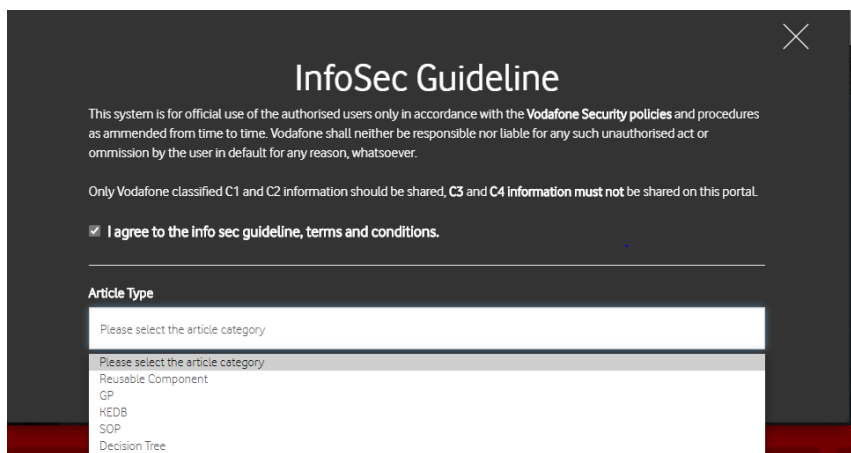 InfoSec Guideline
This system is for official use of the authorised users only in accordance with the Vodafone Security policies and procedures
as ammended from time to time. Vodafone shall neither be responsible nor liable for any such unauthorised act or
ommission by the user in default for any reason, whatsoever.
Only Vodafone classified C1 and C2 information should be shared, C3 and C4 information must not be shared on this portal.
I agree to the info sec guideline, terms and conditions.
Article Type
Please select the article category
Please select the article category
Reusable Component
GP
KEDB
SOP
Decision Tree